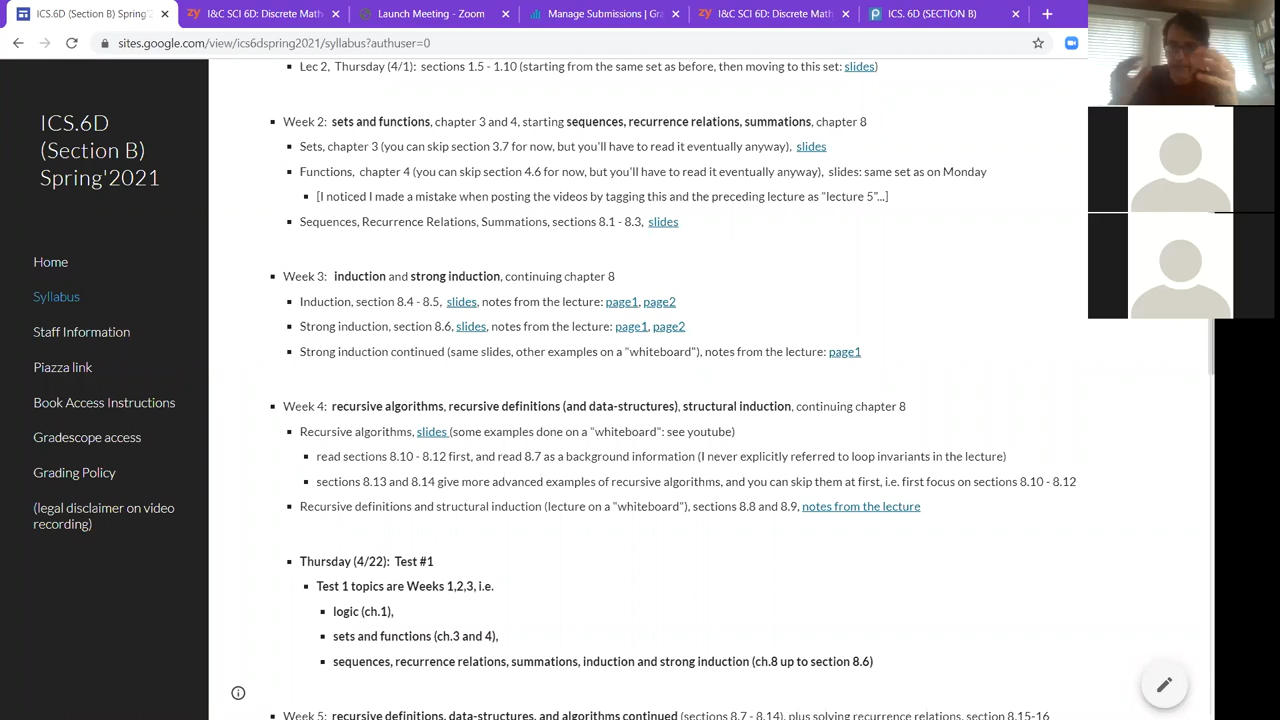 ICS.6D (Section B) Spring'
I&C SCI 6D: Discrete Math
Launch Meeting - Zoom
Manage Submissions | Gra
I&C SCI 6D: Discrete Math
ICS. 6D (SECTION B)
ICS.6D
(Section B)
Spring'2021
Home
Syllabus
Staff Information
Piazza link
Book Access Instructions
Gradescope access
Grading Policy
(legal disclaimer on video
recording)
Lec 2, Thursday (4/1): Sections 1.5 - 1.10 (starting from the same set as before, then moving to this set: slides)
Week 2: sets and functions, chapter 3 and 4, starting sequences, recurrence relations, summations, chapter 8
Sets, chapter 3 (you can skip section 3.7 for now, but you'll have to read it eventually anyway), slides
Functions, chapter 4 (you can skip section 4.6 for now, but you'll have to read it eventually anyway), slides: same set as on Monday
[I noticed I made a mistake when posting the videos by tagging this and the preceding lecture as "lecture 5"...]
Sequences, Recurrence Relations, Summations, sections 8.1 - 8.3, slides
Week 3: induction and strong induction, continuing chapter 8
Induction, section 8.4 - 8.5, slides, notes from the lecture: page1, page2
Strong induction, section 8.6, slides, notes from the lecture: page1, page2
Strong induction continued (same slides, other examples on a "whiteboard"), notes from the lecture: page1
Week 4: recursive algorithms, recursive definitions (and data-structures), structural induction, continuing chapter 8
Recursive algorithms, slides (some examples done on a "whiteboard": see youtube)
read sections 8.10 - 8.12 first, and read 8.7 as a background information (I never explicitly referred to loop invariants in the lecture)
sections 8.13 and 8.14 give more advanced examples of recursive algorithms, and you can skip them at first, i.e. first focus on sections 8.10 - 8.12
Recursive definitions and structural induction (lecture on a "whiteboard"), sections 8.8 and 8.9, notes from the lecture
Thursday (4/22): Test #1
Test 1 topics are Weeks 1,2,3, i.e.
logic (ch.1),
sets and functions (ch.3 and 4),
sequences, recurrence relations, summations, induction and strong induction (ch.8 up to section 8.6)
Week 5: recursive definitions, data-structures, and algorithms continued (sections 8.7 - 8.14), plus solving recurrence relations, section 8.15-16